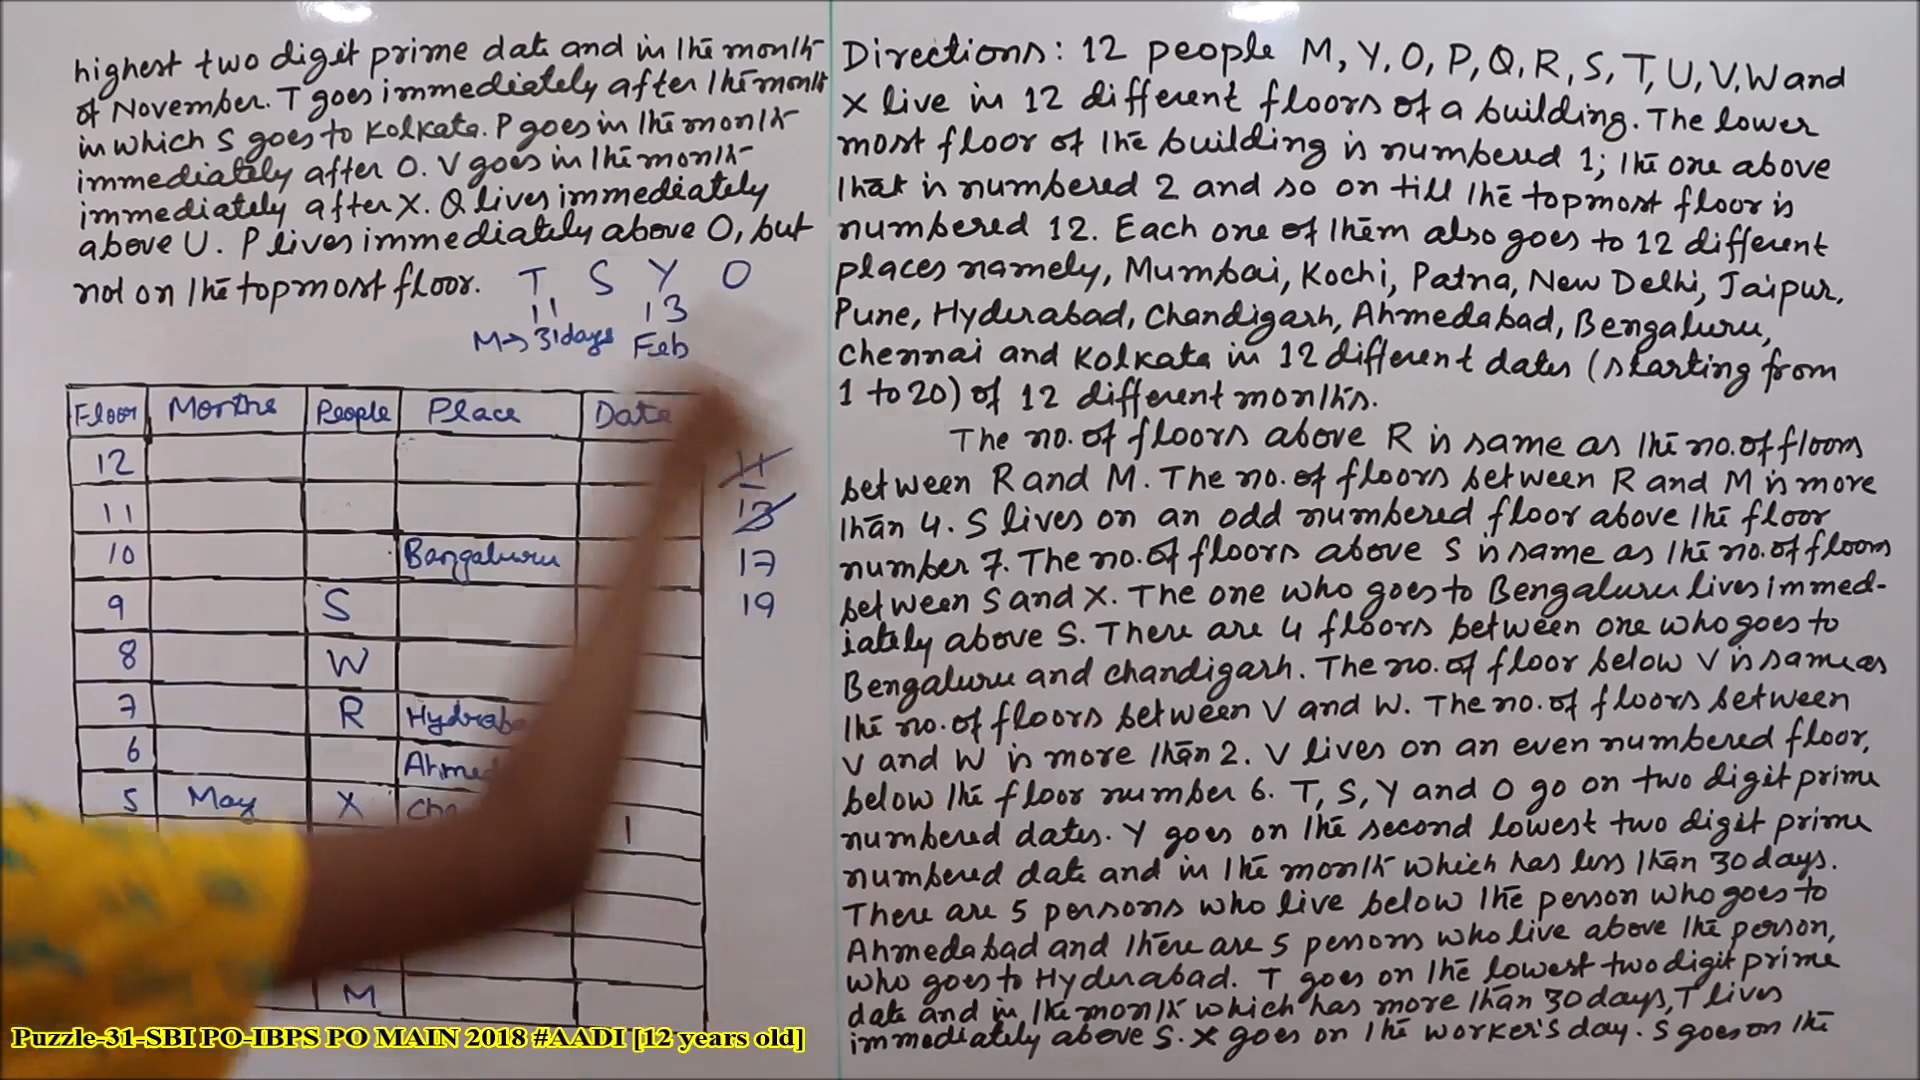 highest two digit prime date and in the month
of November. T goes immediately after the month
in which S goes to Kolkata. P goes in the month
immediately after O. V goes in the month
immediately after X. Q lives immediately
above U. P lives immediately above O, but
not on the topmost floor.
T S Y O
11 13
M→31days Feb
Floor Months People Place Date
12
11
10 Bangaluru
9 S
8 W
7 R
6
5 May X
1
M
11
13
17
19
Directions: 12 people M, Y, O, P, Q, R, S, T, U, V, W and
X live in 12 different floors of a building. The lower
most floor of the building is numbered 1; the one above
that is numbered 2 and so on till the topmost floor is
numbered 12. Each one of them also goes to 12 different
places namely, Mumbai, Kochi, Patna, New Delhi, Jaipur,
Pune, Hyderabad, Chandigarh, Ahmedabad, Bengaluru,
Chennai and Kolkata in 12 different dates (starting from
1 to 20) of 12 different months.
The no. of floors above R is same as the no. of floors
between R and M. The no. of floors between R and M is more
than 4. S lives on an odd numbered floor above the floor
number 7. The no. of floors above S is same as the no. of floors
between S and X. The one who goes to Bengaluru lives immed-
iately above S. There are 4 floors between one who goes to
Bengaluru and Chandigarh. The no. of floor below V is same as
the no. of floors between V and W. The no. of floors between
V and W is more than 2. V lives on an even numbered floor,
below the floor number 6. T, S, Y and O go on two digit prime
numbered dates. Y goes on the second lowest two digit prime
numbered date and in the month which has less than 30 days.
There are 5 persons who live below the person who goes to
Ahmedabad and there are 5 persons who live above the person,
who goes to Hyderabad. T goes on the lowest two digit prime
date and in the month which has more than 30 days, T lives
immediately above S. X goes on the worker's day. S goes on the
Puzzle-31-SBI PO-IBPS PO MAIN 2018 #AADI [12 years old]